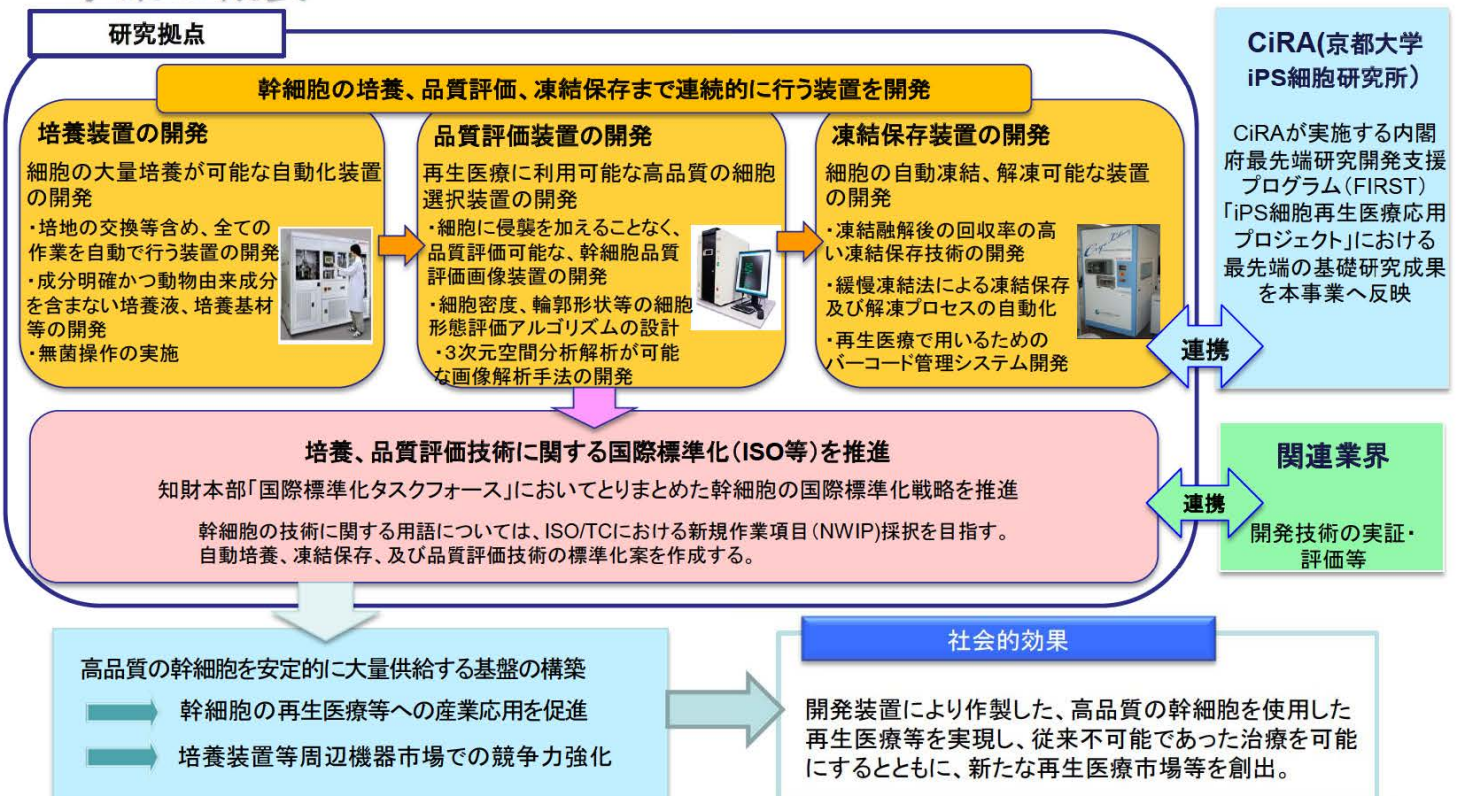 研究拠点
幹細胞の培養、品質評価、凍結保存まで連続的に行う装置を開発
培養装置の開発
細胞の大量培養が可能な自動化装置
の開発
・培地の交換等含め、全ての
作業を自動で行う装置の開発
・成分明確かつ動物由来成分
を含まない培養液、培養基材
等の開発
・無菌操作の実施
品質評価装置の開発
再生医療に利用可能な高品質の細胞
選択装置の開発
・細胞に侵襲を加えることなく、
品質評価可能な、幹細胞品質
評価画像装置の開発
・細胞密度、輪郭形状等の細胞
形態評価アルゴリズムの設計
・3次元空間分析解析が可能
な画像解析手法の開発
凍結保存装置の開発
細胞の自動凍結、解凍可能な装置
の開発
・凍結融解後の回収率の高
い凍結保存技術の開発
・緩慢凍結法による凍結保存
及び解凍プロセスの自動化
・再生医療で用いるための
バーコード管理システム開発
CiRA(京都大学
iPS細胞研究所）
CiRAが実施する内閣
府最先端研究開発支援
プログラム（FIRST）
「iPS細胞再生医療応用
プロジェクト」における
最先端の基礎研究成果
を本事業へ反映
連携
培養、品質評価技術に関する国際標準化（ISO等）を推進
知財本部「国際標準化タスクフォース」においてとりまとめた幹細胞の国際標準化戦略を推進
幹細胞の技術に関する用語については、ISO/TCにおける新規作業項目（NWIP)採択を目指す。
自動培養、凍結保存、及び品質評価技術の標準化案を作成する。
連携
関連業界
開発技術の実証・
評価等
高品質の幹細胞を安定的に大量供給する基盤の構築
幹細胞の再生医療等への産業応用を促進
培養装置等周辺機器市場での競争力強化
社会的効果
開発装置により作製した、高品質の幹細胞を使用した
再生医療等を実現し、従来不可能であった治療を可能
にするとともに、新たな再生医療市場等を創出。